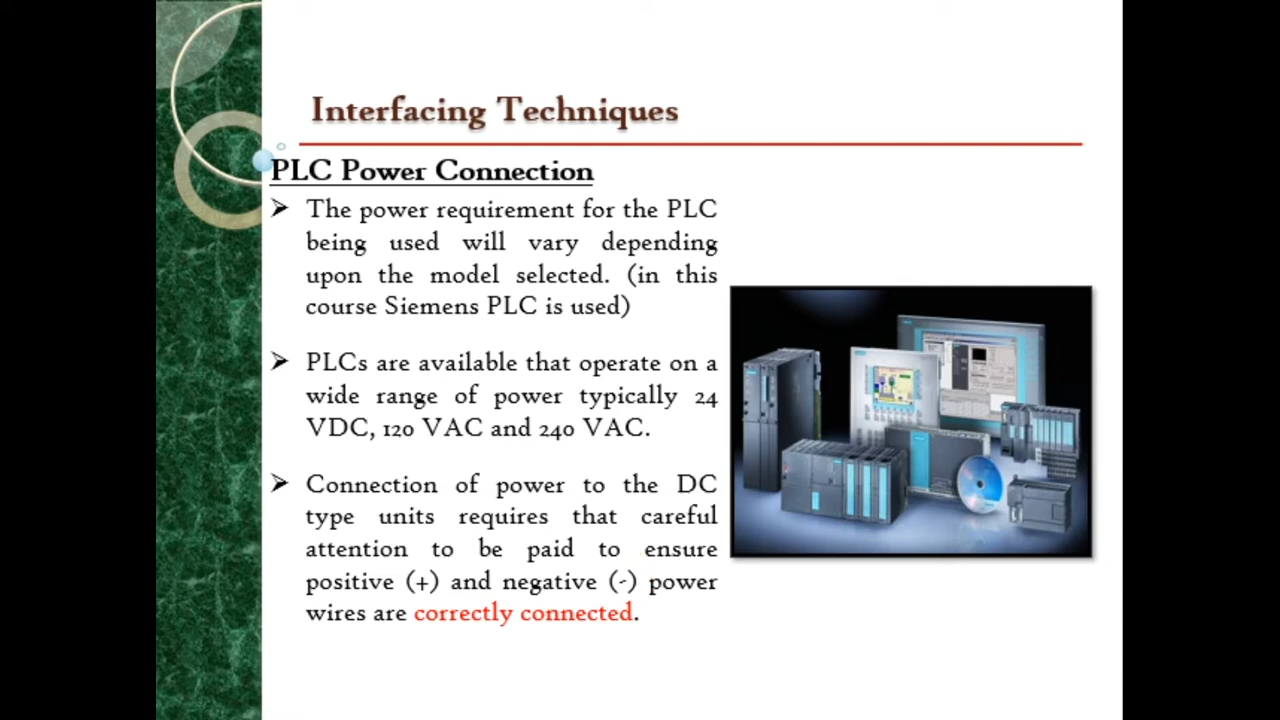 Interfacing Techniques
PLC Power Connection
➢ The power requirement for the PLC
being used will vary depending
upon the model selected. (in this
course Siemens PLC is used)
➢ PLCs are available that operate on a
wide range of power typically 24
VDC, 120 VAC and 240 VAC.
➢ Connection of power to the DC
type units requires that careful
attention to be paid to ensure
positive (+) and negative (-) power
wires are correctly connected.